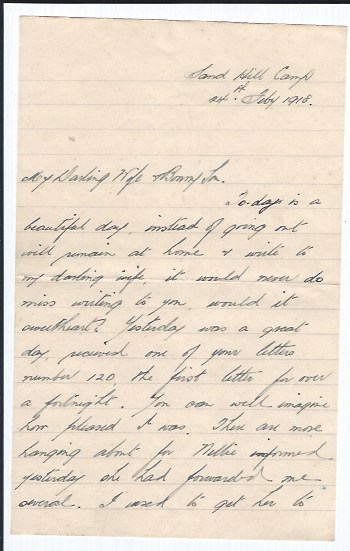 Sand Hill Camp
24th Feby 1918.
My Darling Wife & Bonny Son.
To-day is a
beautiful day, instead of going out
will remain at home & write to
my darling wife, it would never do
miss writing to you, would it
sweetheart? Yesterday was a great
day, received one of your letters
number 120, the first letter for over
a fortnight. You can well imagine
how pleased I was. There are more
hanging about for Nellie informed
yesterday she had forwarded me
several. I used to get her to